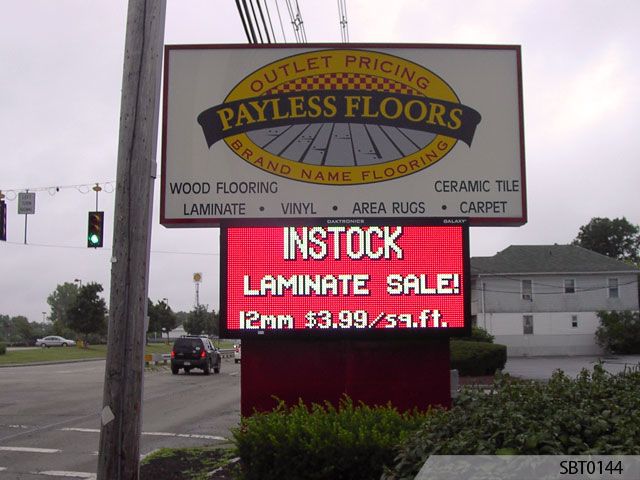 OUTLET PRICING
PAYLESS FLOORS
BRAND NAME FLOORING
WOOD FLOORING
CERAMIC TILE
LAMINATE • VINYL • AREA RUGS • CARPET
DAKTRONICS GALAXY
INSTOCK
LAMINATE SALE!
12mm $3.99/sq.ft.
SBT0144